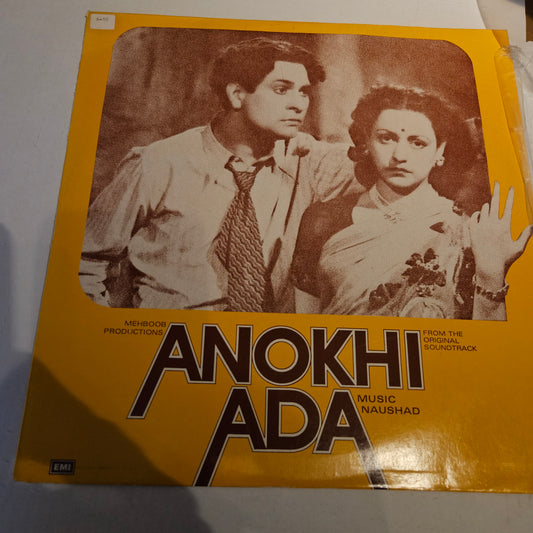 MEHBOOB
PRODUCTIONS
ANOKHI
FROM THE
ORIGINAL
SOUNDTRACK
ADA
MUSIC
NAUSHAD
EMI